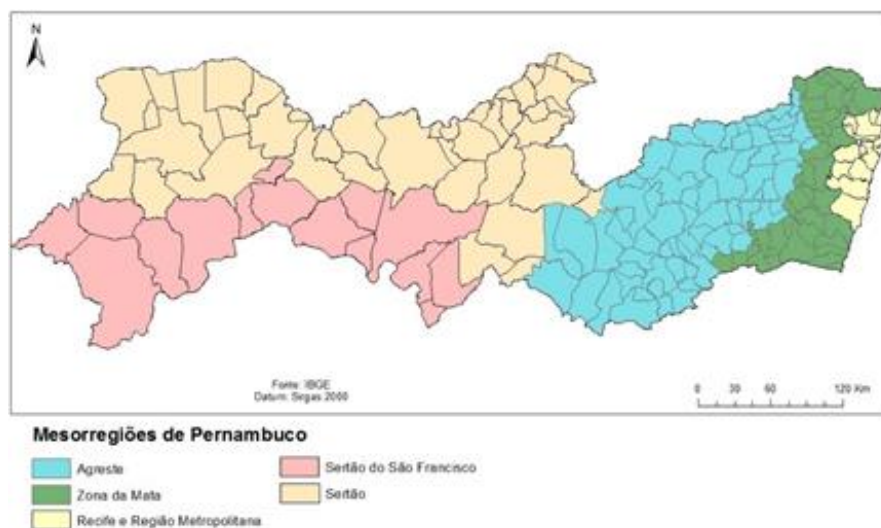 N
Fonte: IBGE
Datum: Sirgas 2000
0 30 60 120 Km
Mesorregiões de Pernambuco
Agreste
Zona da Mata
Recife e Região Metropolitana
Sertão do São Francisco
Sertão